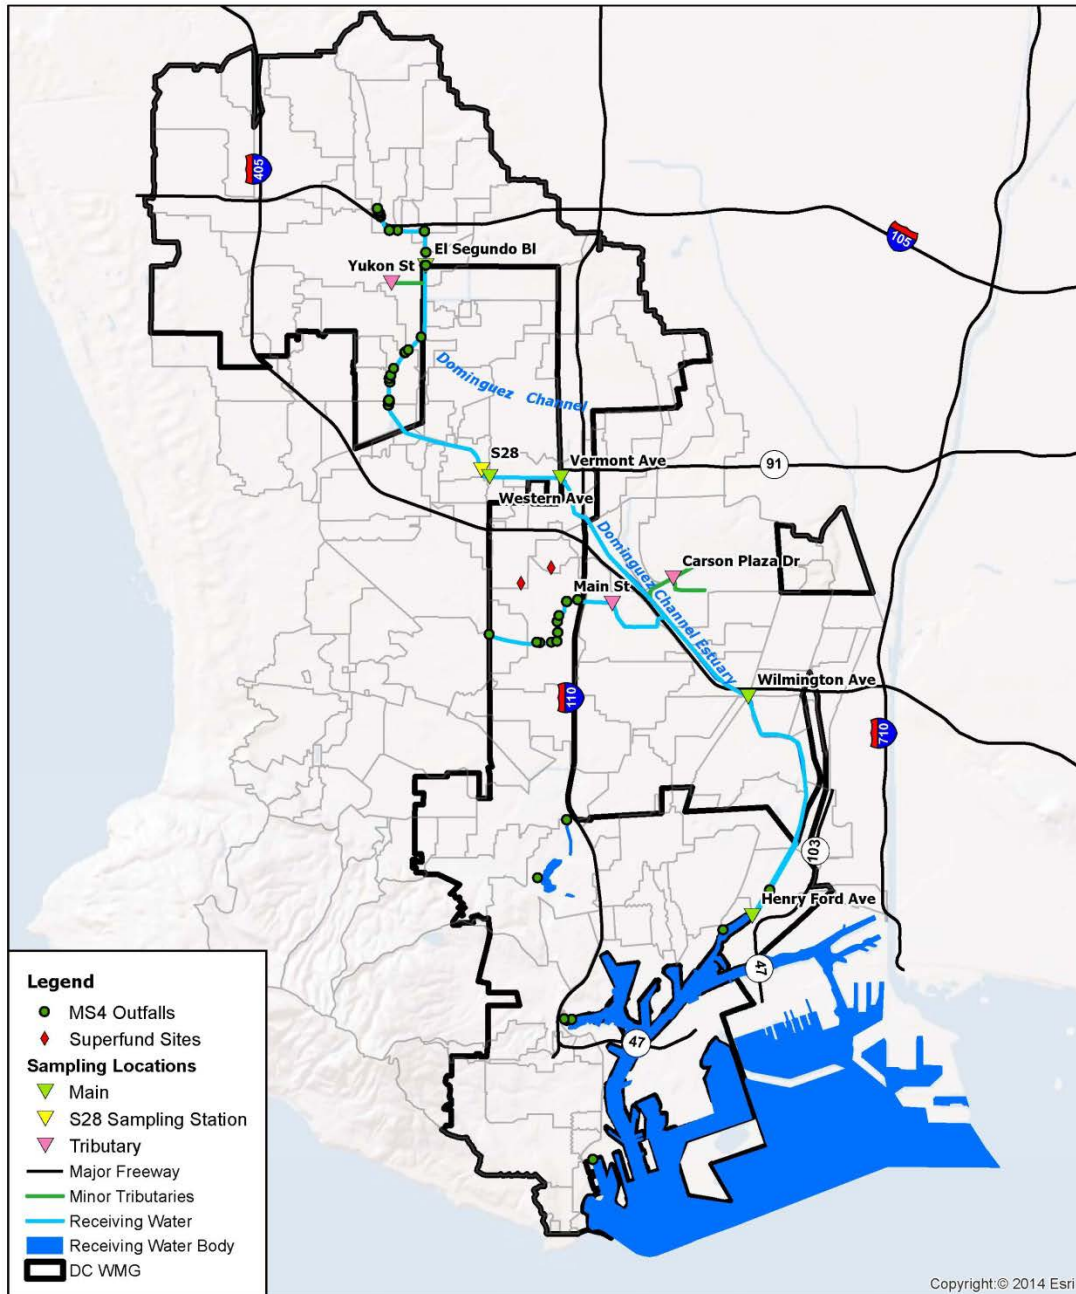 405
105
El Segundo Bl
Yukon St
Dominguez Channel
S28
Vermont Ave
91
Western Ave
Dominguez Channel Estuary
Carson Plaza Dr
Main St
Wilmington Ave
110
710
103
Henry Ford Ave
47
47
Legend
MS4 Outfalls
Superfund Sites
Sampling Locations
Main
S28 Sampling Station
Tributary
Major Freeway
Minor Tributaries
Receiving Water
Receiving Water Body
DC WMG
Copyright:© 2014 Esri